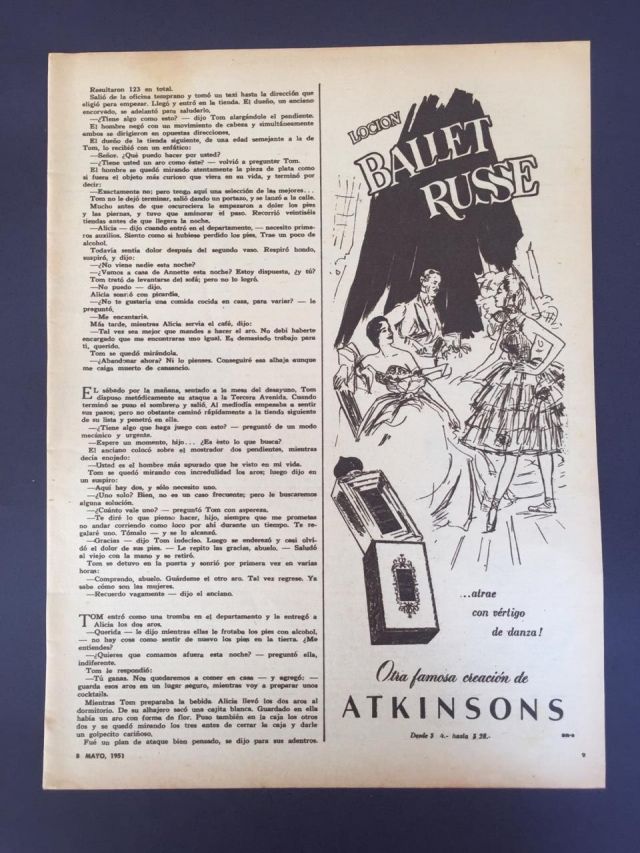 Resultaron 123 en total.
Salió de la oficina temprano y tomó un taxi hasta la dirección que
eligió para empezar. Llegó y entró en la tienda. El dueño, un anciano
encorvado, se adelantó para saludarlo.
—¿Tiene algo como esto? — dijo Tom alargándole el pendiente.
El hombre negó con un movimiento de cabeza y simultáneamente
ambos se dirigieron en opuestas direcciones.
El dueño de la tienda siguiente, de una edad semejante a la de
Tom, lo recibió con un enfático:
—Señor. ¿Qué puedo hacer por usted?
—¿Tiene usted un aro como éste? — volvió a preguntar Tom.
El hombre se quedó mirando atentamente la pieza de plata como
si fuera el objeto más curioso que viera en su vida, y terminó por
decir:
—Exactamente no; pero tengo aquí una selección de las mejores...
Tom no le dejó terminar, salió dando un portazo, y se lanzó a la calle.
Mucho antes de que oscureciera le empezaron a doler los pies
y las piernas, y tuvo que aminorar el paso. Recorrió veintiséis
tiendas antes de que llegara la noche.
—Alicia — dijo cuando entró en el departamento, — necesito prime-
ros auxilios. Siento como si hubiese perdido los pies. Trae un poco de
alcohol.
Todavía sentía dolor después del segundo vaso. Respiró hondo,
suspiró, y dijo:
—¿No viene nadie esta noche?
—¿Vamos a casa de Annette esta noche? Estoy dispuesta, ¿y tú?
Tom trató de levantarse del sofá; pero no lo logró.
—No puedo — dijo.
Alicia sonrió con picardía.
—¿No te gustaría una comida cocida en casa, para variar? — le
preguntó.
—Me encantaría.
Más tarde, mientras Alicia servía el café, dijo:
—Tal vez sea mejor que mandes a hacer el aro. No debí haberte
encargado que me encontraras uno igual. Es demasiado trabajo para
ti, querido.
Tom se quedó mirándola.
—¿Abandonar ahora? Ni lo pienses. Conseguiré esa alhaja aunque
me caiga muerto de cansancio.
EL sábado por la mañana, sentado a la mesa del desayuno, Tom
dispuso metódicamente su ataque a la Tercera Avenida. Cuando
terminó se puso el sombrero y salió. Al mediodía empezaba a sentir
sus pasos; pero no obstante caminó rápidamente a la tienda siguiente
de su lista y penetró en ella.
—¿Tiene algo que haga juego con esto? — preguntó de un modo
mecánico y urgente.
—Espere un momento, hijo... ¿Es ésto lo que busca?
El anciano colocó sobre el mostrador dos pendientes, mientras
decía enojado:
—Usted es el hombre más apurado que he visto en mi vida.
Tom se quedó mirando con incredulidad los aros; luego dijo en
un suspiro:
—Aquí hay dos, y sólo necesito uno.
—¿Uno solo? Bien, no es un caso frecuente; pero le buscaremos
alguna solución.
—¿Cuánto vale uno? — preguntó Tom con aspereza.
—Te diré lo que pienso hacer, hijo, siempre que me prometas
no andar corriendo como loco por ahí durante un tiempo. Te re-
galaré uno. Tómalo — y se lo alcanzó.
—Gracias — dijo Tom indeciso. Luego se enderezó y casi olvi-
dó el dolor de sus pies. — Le repito las gracias, abuelo. — Saludó
al viejo con la mano y se retiró.
Tom se detuvo en la puerta y sonrió por primera vez en varias
horas:
—Comprendo, abuelo. Guárdeme el otro aro. Tal vez regrese. Ya
sabe cómo son las mujeres.
—Recuerdo vagamente — dijo el anciano.
TOM entró como una tromba en el departamento y le entregó a
Alicia los dos aros.
—Querida — le dijo mientras ellas le frotaba los pies con alcohol,
— no hay cosa como sentir de nuevo los pies en la tierra. ¿Me
entiendes?
—¿Quieres que comamos afuera esta noche? — preguntó ella,
indiferente.
Tom le respondió:
—Tú ganas. Nos quedaremos a comer en casa — y agregó: —
guarda esos aros en un lugar seguro, mientras voy a preparar unos
cocktails.
Mientras Tom preparaba la bebida Alicia llevó los dos aros al
dormitorio. De su alhajero sacó una cajita blanca. Guardado en ella
había un aro con forma de flor. Puso también en la caja los otros
dos y se quedó mirando los tres antes de cerrar la caja y darle
un golpecito cariñoso.
Fué un plan de ataque bien pensado, se dijo para sus adentros.
8 MAYO, 1951
LOCION
BALLET
RUSSE
...atrae
con vértigo
de danza!
Otra famosa creación de
ATKINSONS
Desde $ 4.- hasta $ 28.-
9